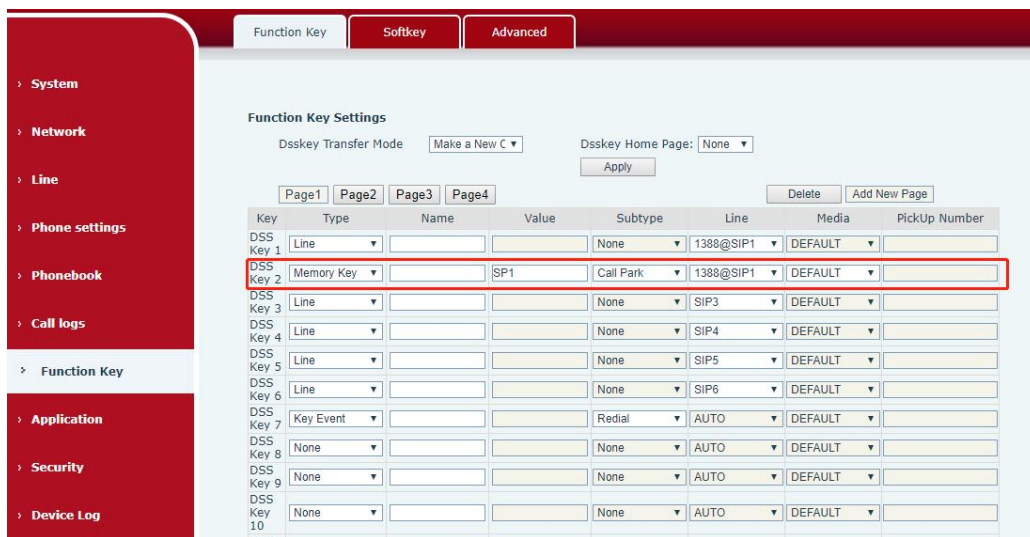 Function Key Softkey Advanced
System
Network
Line
Phone settings
Phonebook
Call logs
Function Key
Application
Security
Device Log
Function Key Settings
Dsskey Transfer Mode Make a New C Dsskey Home Page: None
Apply
Page1 Page2 Page3 Page4 Delete Add New Page
Key Type Name Value Subtype Line Media PickUp Number
DSS Key 1 Line None 1388@SIP1 DEFAULT
DSS Key 2 Memory Key SP1 Call Park 1388@SIP1 DEFAULT
DSS Key 3 Line None SIP3 DEFAULT
DSS Key 4 Line None SIP4 DEFAULT
DSS Key 5 Line None SIP5 DEFAULT
DSS Key 6 Line None SIP6 DEFAULT
DSS Key 7 Key Event Redial AUTO DEFAULT
DSS Key 8 None None AUTO DEFAULT
DSS Key 9 None None AUTO DEFAULT
DSS Key 10 None None AUTO DEFAULT